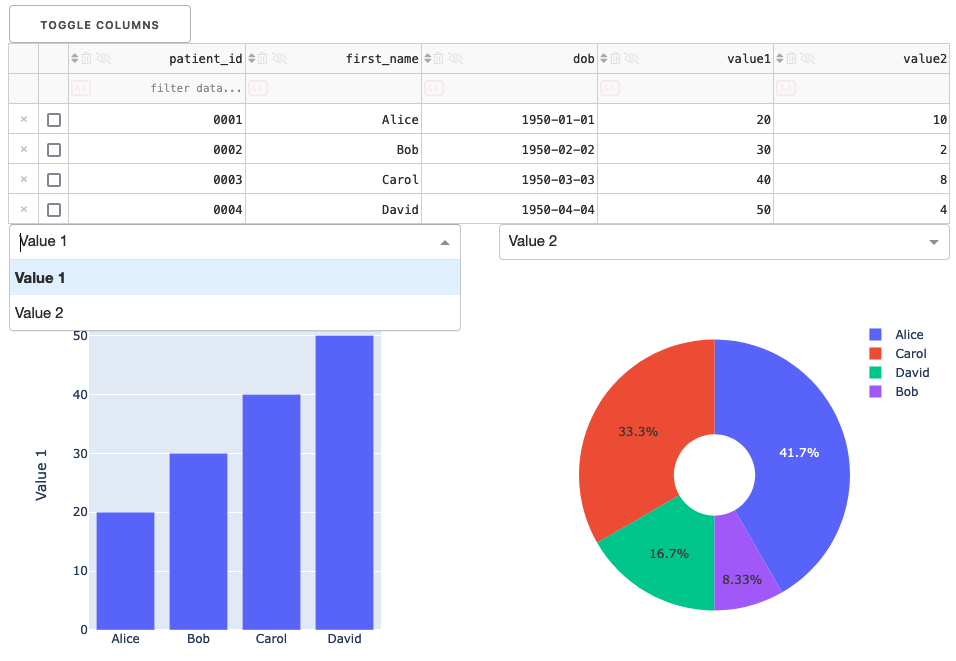 TOGGLE COLUMNS
patient_id first_name dob value1 value2
Aa filter data... Aa Aa Aa Aa
× 0001 Alice 1950-01-01 20 10
× 0002 Bob 1950-02-02 30 2
× 0003 Carol 1950-03-03 40 8
× 0004 David 1950-04-04 50 4
Value 1
Value 2
Value 1
Value 2
50
40
30
20
10
0
Value 1
Alice Bob Carol David
Alice
Carol
David
Bob
33.3%
41.7%
16.7%
8.33%